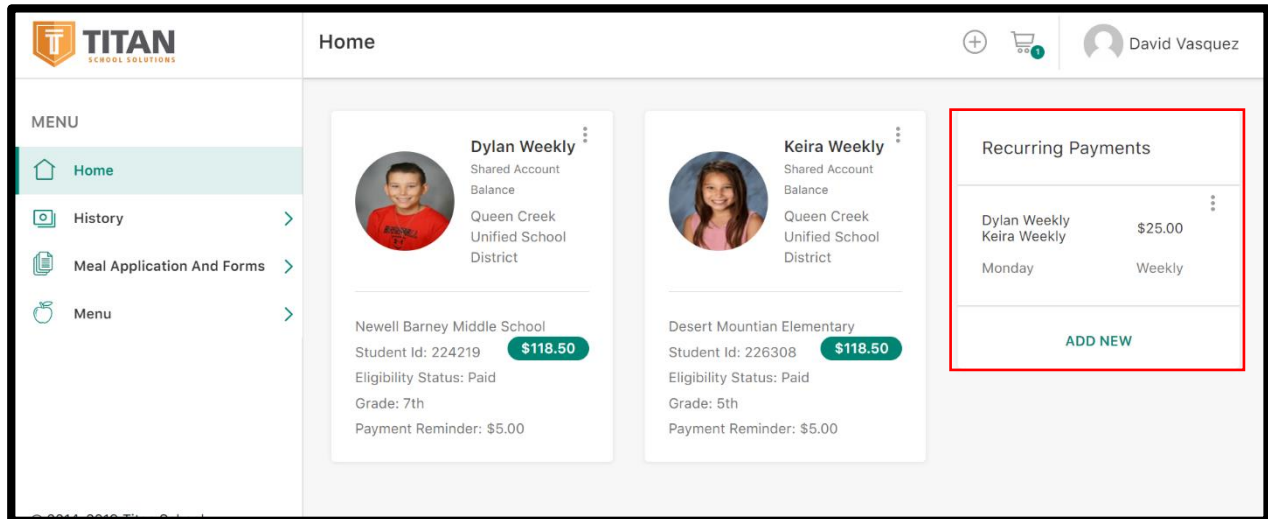 TITAN
SCHOOL SOLUTIONS
Home
1
David Vasquez
MENU
Home
History
Meal Application And Forms
Menu
Dylan Weekly
Shared Account
Balance
Queen Creek
Unified School
District
Newell Barney Middle School
Student Id: 224219
$118.50
Eligibility Status: Paid
Grade: 7th
Payment Reminder: $5.00
Keira Weekly
Shared Account
Balance
Queen Creek
Unified School
District
Desert Mountian Elementary
Student Id: 226308
$118.50
Eligibility Status: Paid
Grade: 5th
Payment Reminder: $5.00
Recurring Payments
Dylan Weekly
Keira Weekly
$25.00
Monday
Weekly
ADD NEW